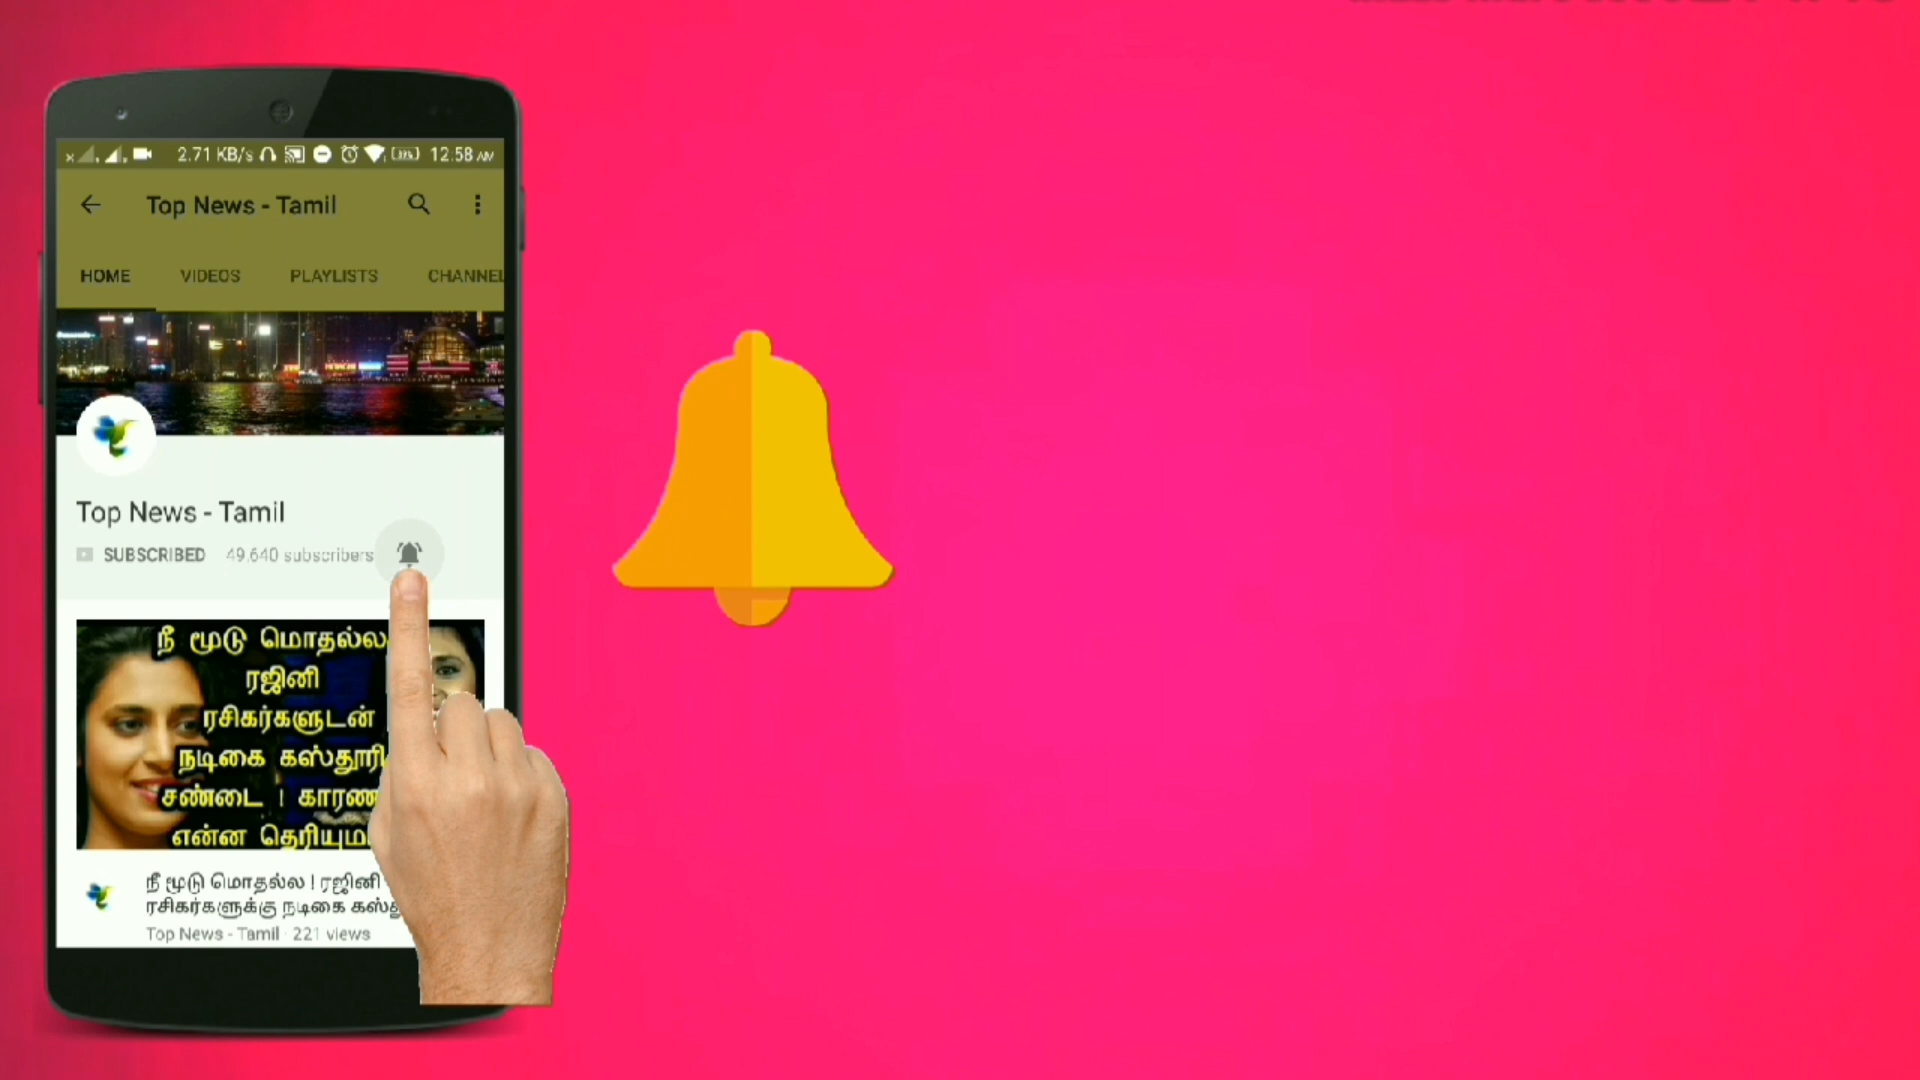 2.71 KB/s
12:58 AM
Top News - Tamil
HOME VIDEOS PLAYLISTS CHANNEL
Top News - Tamil
SUBSCRIBED 49,640 subscribers
நீ மூடு மொதல்ல
ரஜினி
ரசிகர்களுடன்
நடிகை கஸ்தூரி
சண்டை | காரண
என்ன தெரியுமா
நீ மூடு மொதல்ல ! ரஜினி
ரசிகர்களுக்கு நடிகை கஸ்தூ
Top News - Tamil · 221 views